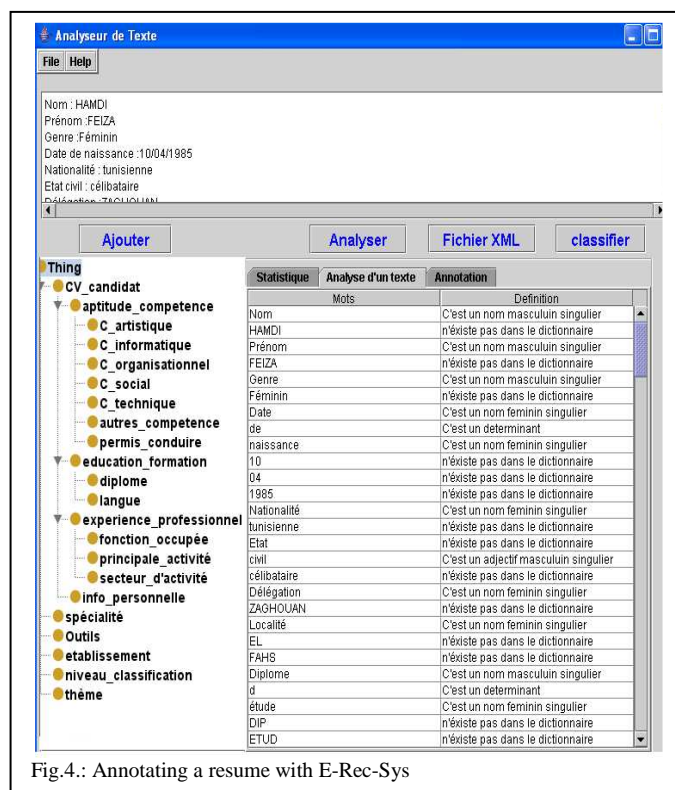 Analyseur de Texte
File Help
Nom : HAMDI
Prénom :FEIZA
Genre :Féminin
Date de naissance :10/04/1985
Nationalité : tunisienne
Etat civil : célibataire
Délégation :ZAGHOUAN
Ajouter Analyser Fichier XML classifier
Thing
CV_candidat
aptitude_competence
C_artistique
C_informatique
C_organisationnel
C_social
C_technique
autres_competence
permis_conduire
education_formation
diplome
langue
experience_professionnel
fonction_occupée
principale_activité
secteur_d'activité
info_personnelle
spécialité
Outils
etablissement
niveau_classification
thème
Statistique Analyse d'un texte Annotation
Mots Definition
Nom C'est un nom masculuin singulier
HAMDI n'éxiste pas dans le dictionnaire
Prénom C'est un nom masculuin singulier
FEIZA n'éxiste pas dans le dictionnaire
Genre C'est un nom masculuin singulier
Féminin n'éxiste pas dans le dictionnaire
Date C'est un nom feminin singulier
de C'est un determinant
naissance C'est un nom feminin singulier
10 n'éxiste pas dans le dictionnaire
04 n'éxiste pas dans le dictionnaire
1985 n'éxiste pas dans le dictionnaire
Nationalité C'est un nom feminin singulier
tunisienne n'éxiste pas dans le dictionnaire
Etat n'éxiste pas dans le dictionnaire
civil C'est un adjectif masculuin singulier
célibataire n'éxiste pas dans le dictionnaire
Délégation C'est un nom feminin singulier
ZAGHOUAN n'éxiste pas dans le dictionnaire
Localité C'est un nom feminin singulier
EL n'éxiste pas dans le dictionnaire
FAHS n'éxiste pas dans le dictionnaire
Diplome C'est un nom masculuin singulier
d C'est un determinant
étude C'est un nom feminin singulier
DIP n'éxiste pas dans le dictionnaire
ETUD n'éxiste pas dans le dictionnaire
Fig.4.: Annotating a resume with E-Rec-Sys